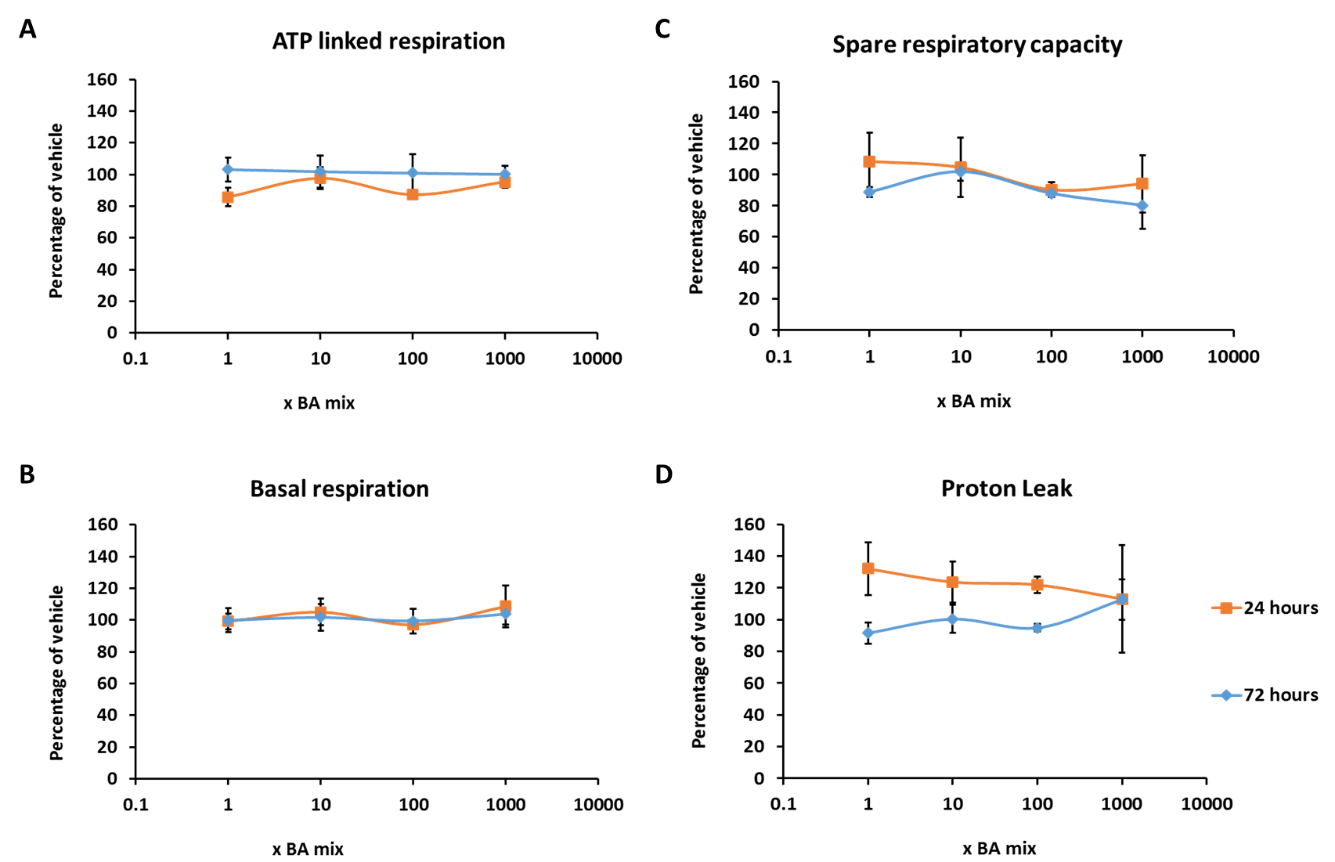 A
ATP linked respiration
Percentage of vehicle
160
140
120
100
80
60
40
20
0
0.1 1 10 100 1000 10000
x BA mix
C
Spare respiratory capacity
Percentage of vehicle
160
140
120
100
80
60
40
20
0
0.1 1 10 100 1000 10000
x BA mix
B
Basal respiration
Percentage of vehicle
160
140
120
100
80
60
40
20
0
0.1 1 10 100 1000 10000
x BA mix
D
Proton Leak
Percentage of vehicle
160
140
120
100
80
60
40
20
0
0.1 1 10 100 1000 10000
x BA mix
24 hours
72 hours